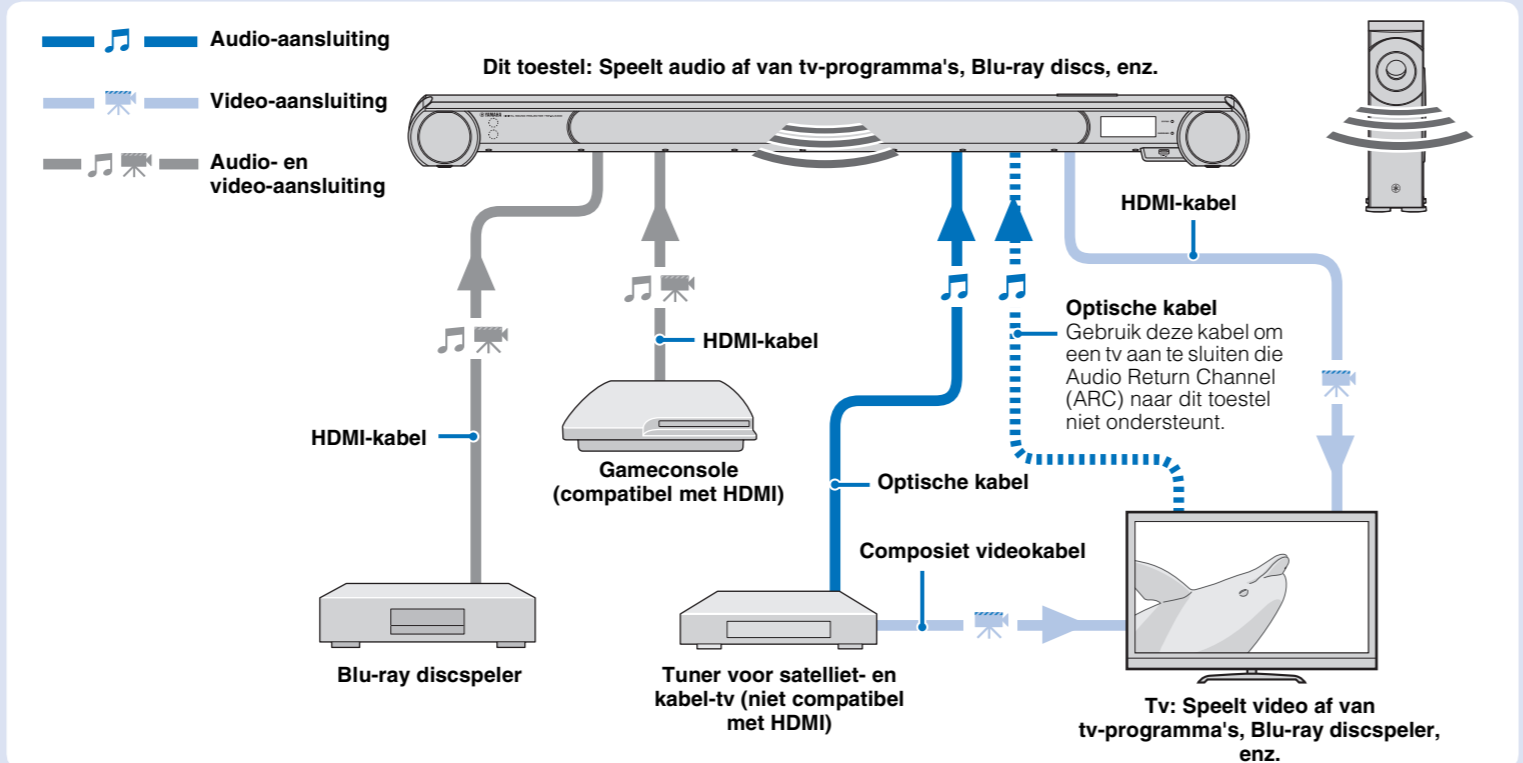 Audio-aansluiting
Video-aansluiting
Audio- en
video-aansluiting
Dit toestel: Speelt audio af van tv-programma's, Blu-ray discs, enz.
YAMAHA
HDMI-kabel
Optische kabel
Gebruik deze kabel om
een tv aan te sluiten die
Audio Return Channel
(ARC) naar dit toestel
niet ondersteunt.
HDMI-kabel
HDMI-kabel
Gameconsole
(compatibel met HDMI)
Optische kabel
Composiet videokabel
Blu-ray discspeler
Tuner voor satelliet- en
kabel-tv (niet compatibel
met HDMI)
Tv: Speelt video af van
tv-programma's, Blu-ray discspeler,
enz.